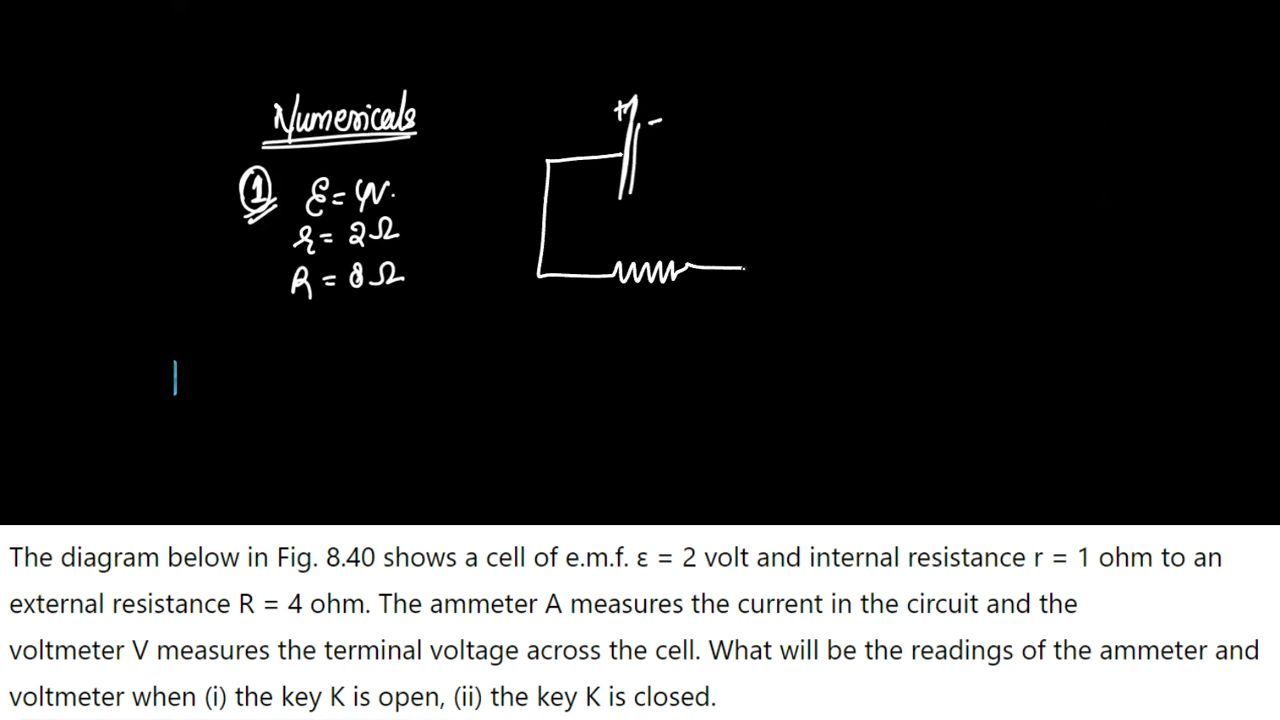 Numericals
+ -
① Ɛ = 4V.
r = 2Ω
R = 8Ω
The diagram below in Fig. 8.40 shows a cell of e.m.f. ε = 2 volt and internal resistance r = 1 ohm to an
external resistance R = 4 ohm. The ammeter A measures the current in the circuit and the
voltmeter V measures the terminal voltage across the cell. What will be the readings of the ammeter and
voltmeter when (i) the key K is open, (ii) the key K is closed.